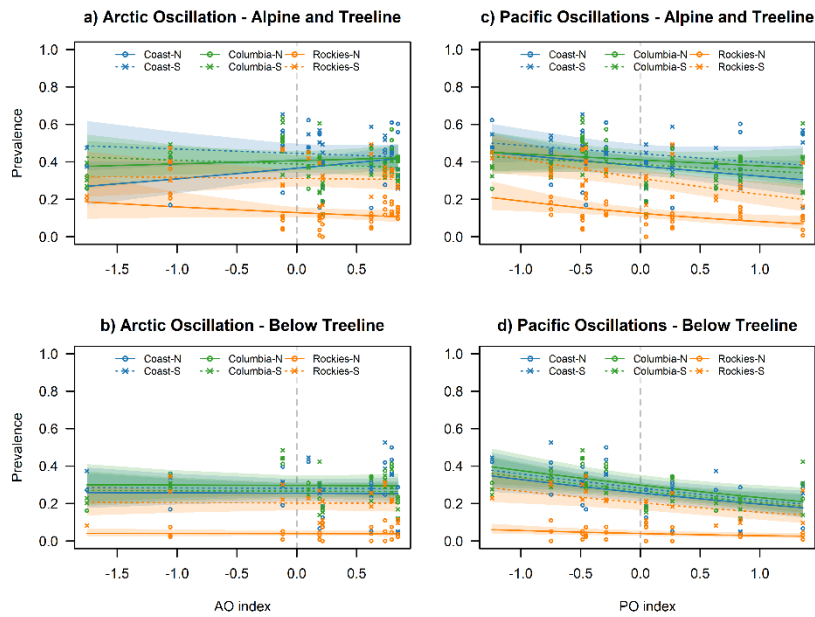 a) Arctic Oscillation - Alpine and Treeline
1.0
0.8
0.6
0.4
0.2
0.0
Prevalence
Coast-N
Columbia-N
Rockies-N
Coast-S
Columbia-S
Rockies-S
-1.5
-1.0
-0.5
0.0
0.5
c) Pacific Oscillations - Alpine and Treeline
1.0
0.8
0.6
0.4
0.2
0.0
Coast-N
Columbia-N
Rockies-N
Coast-S
Columbia-S
Rockies-S
-1.0
-0.5
0.0
0.5
1.0
b) Arctic Oscillation - Below Treeline
1.0
0.8
0.6
0.4
0.2
0.0
Prevalence
Coast-N
Columbia-N
Rockies-N
Coast-S
Columbia-S
Rockies-S
-1.5
-1.0
-0.5
0.0
0.5
AO index
d) Pacific Oscillations - Below Treeline
1.0
0.8
0.6
0.4
0.2
0.0
Coast-N
Columbia-N
Rockies-N
Coast-S
Columbia-S
Rockies-S
-1.0
-0.5
0.0
0.5
1.0
PO index